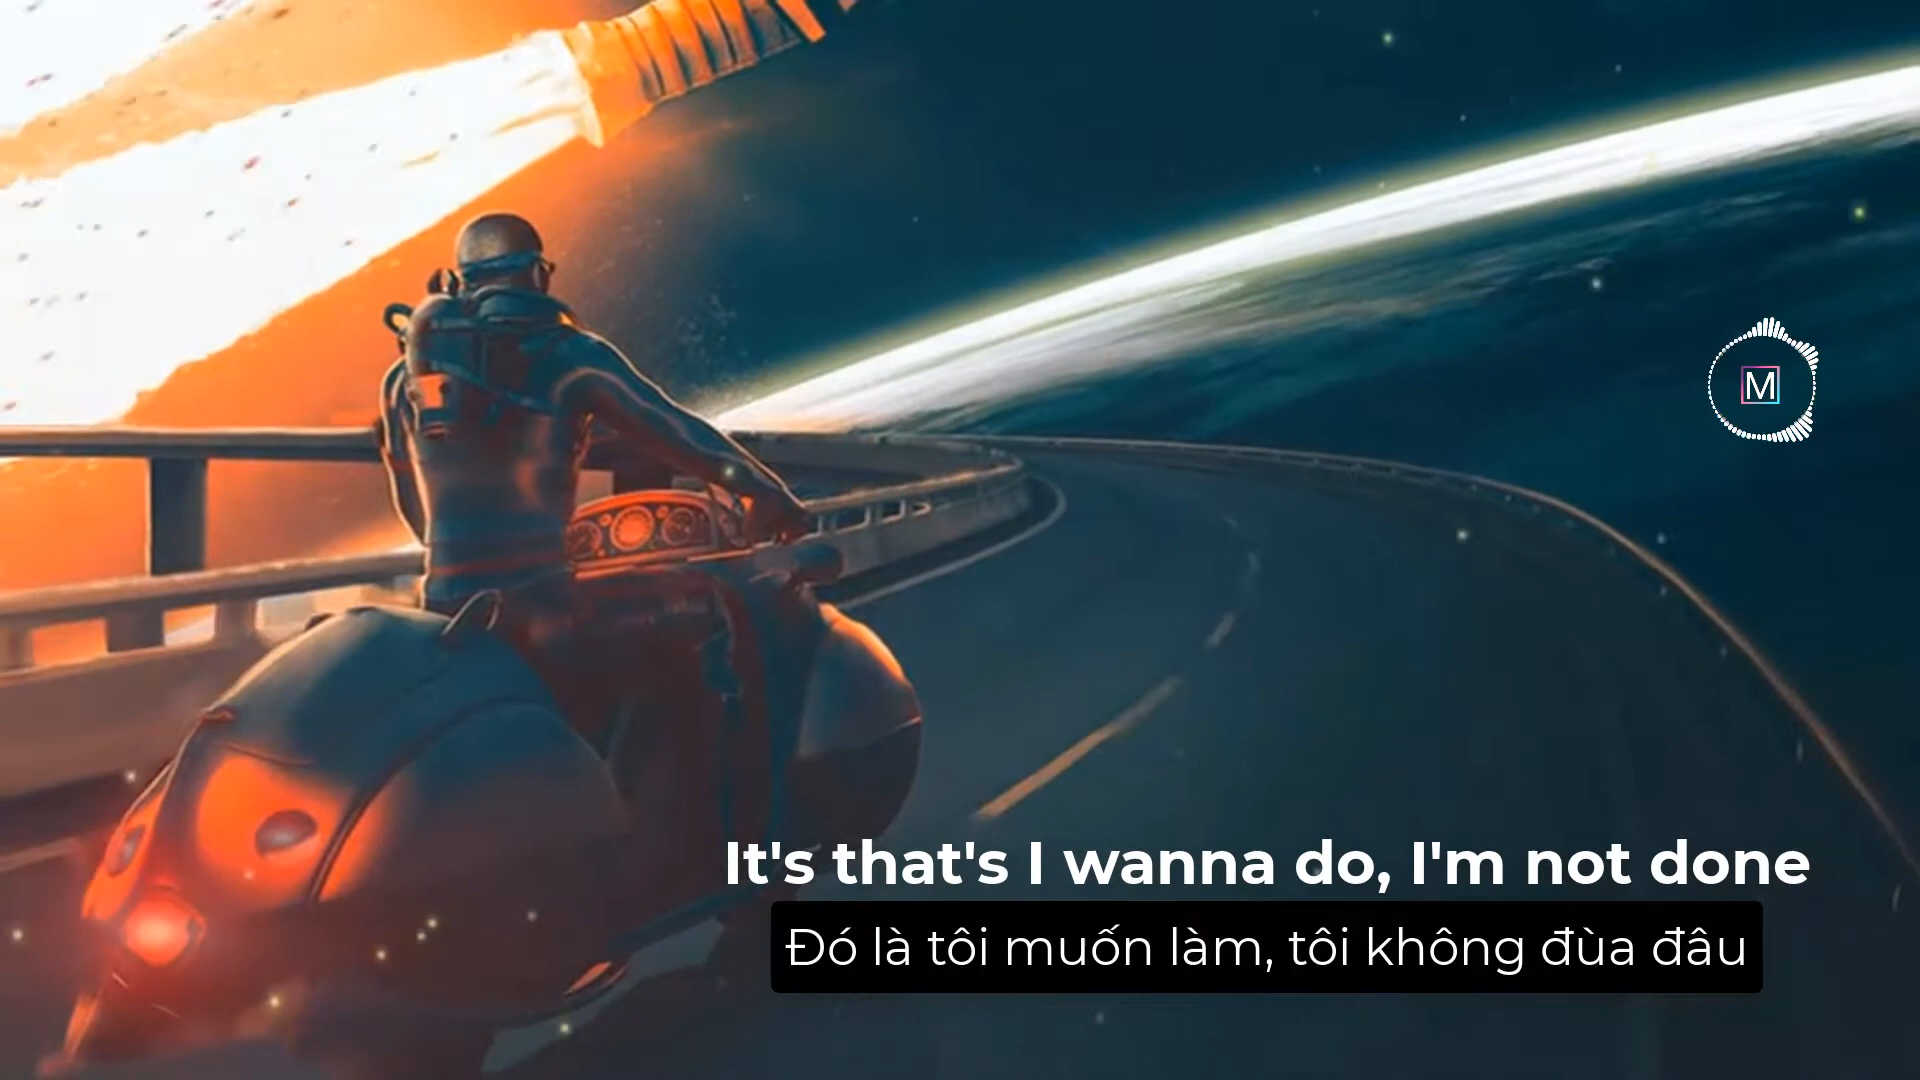 M
It's that's I wanna do, I'm not done
Đó là tôi muốn làm, tôi không đùa đâu